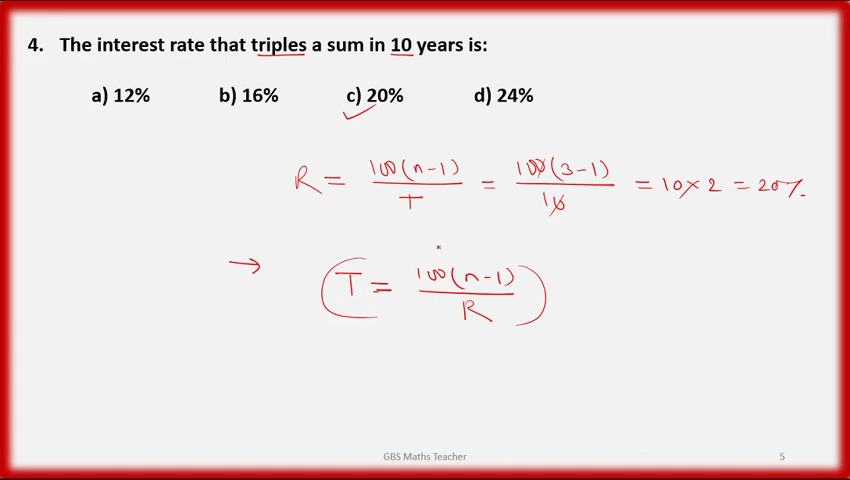 4. The interest rate that triples a sum in 10 years is:
a) 12% b) 16% c) 20% d) 24%
R = 100(n-1)/T = 100(3-1)/10 = 10 × 2 = 20%.
→ (T = 100(n-1)/R)
GBS Maths Teacher 5